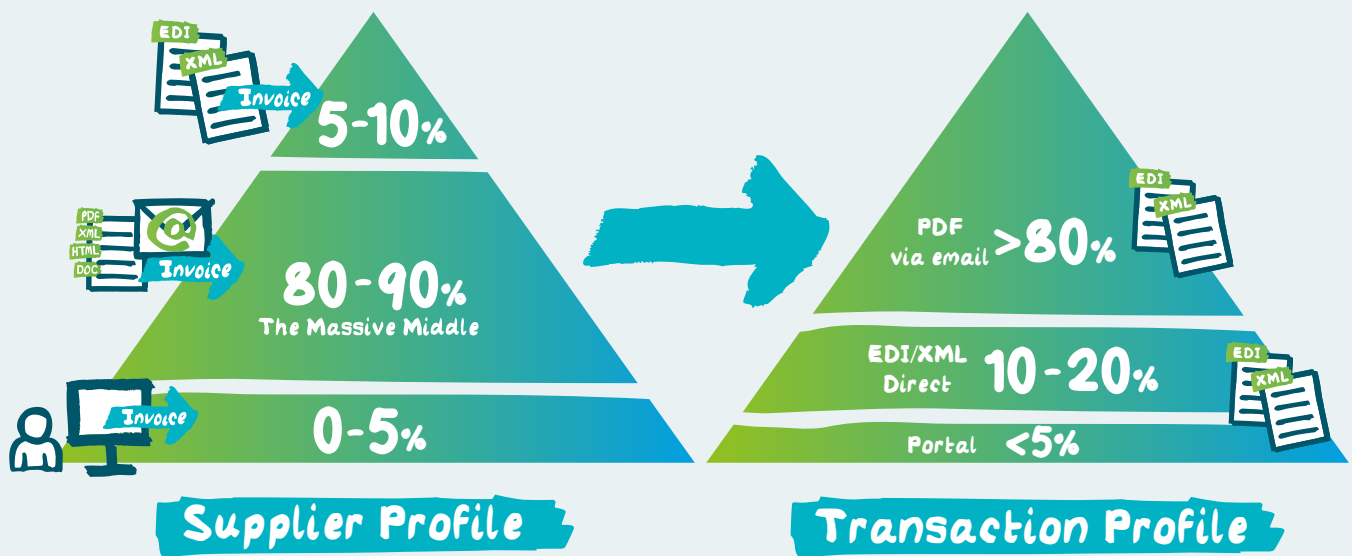 EDI
XML
Invoice
5-10%
PDF
XML
HTML
DOC
@
Invoice
80-90%
The Massive Middle
Invoice
0-5%
Supplier Profile
EDI
XML
PDF
via email >80%
EDI/XML
Direct 10-20%
EDI
XML
Portal <5%
Transaction Profile